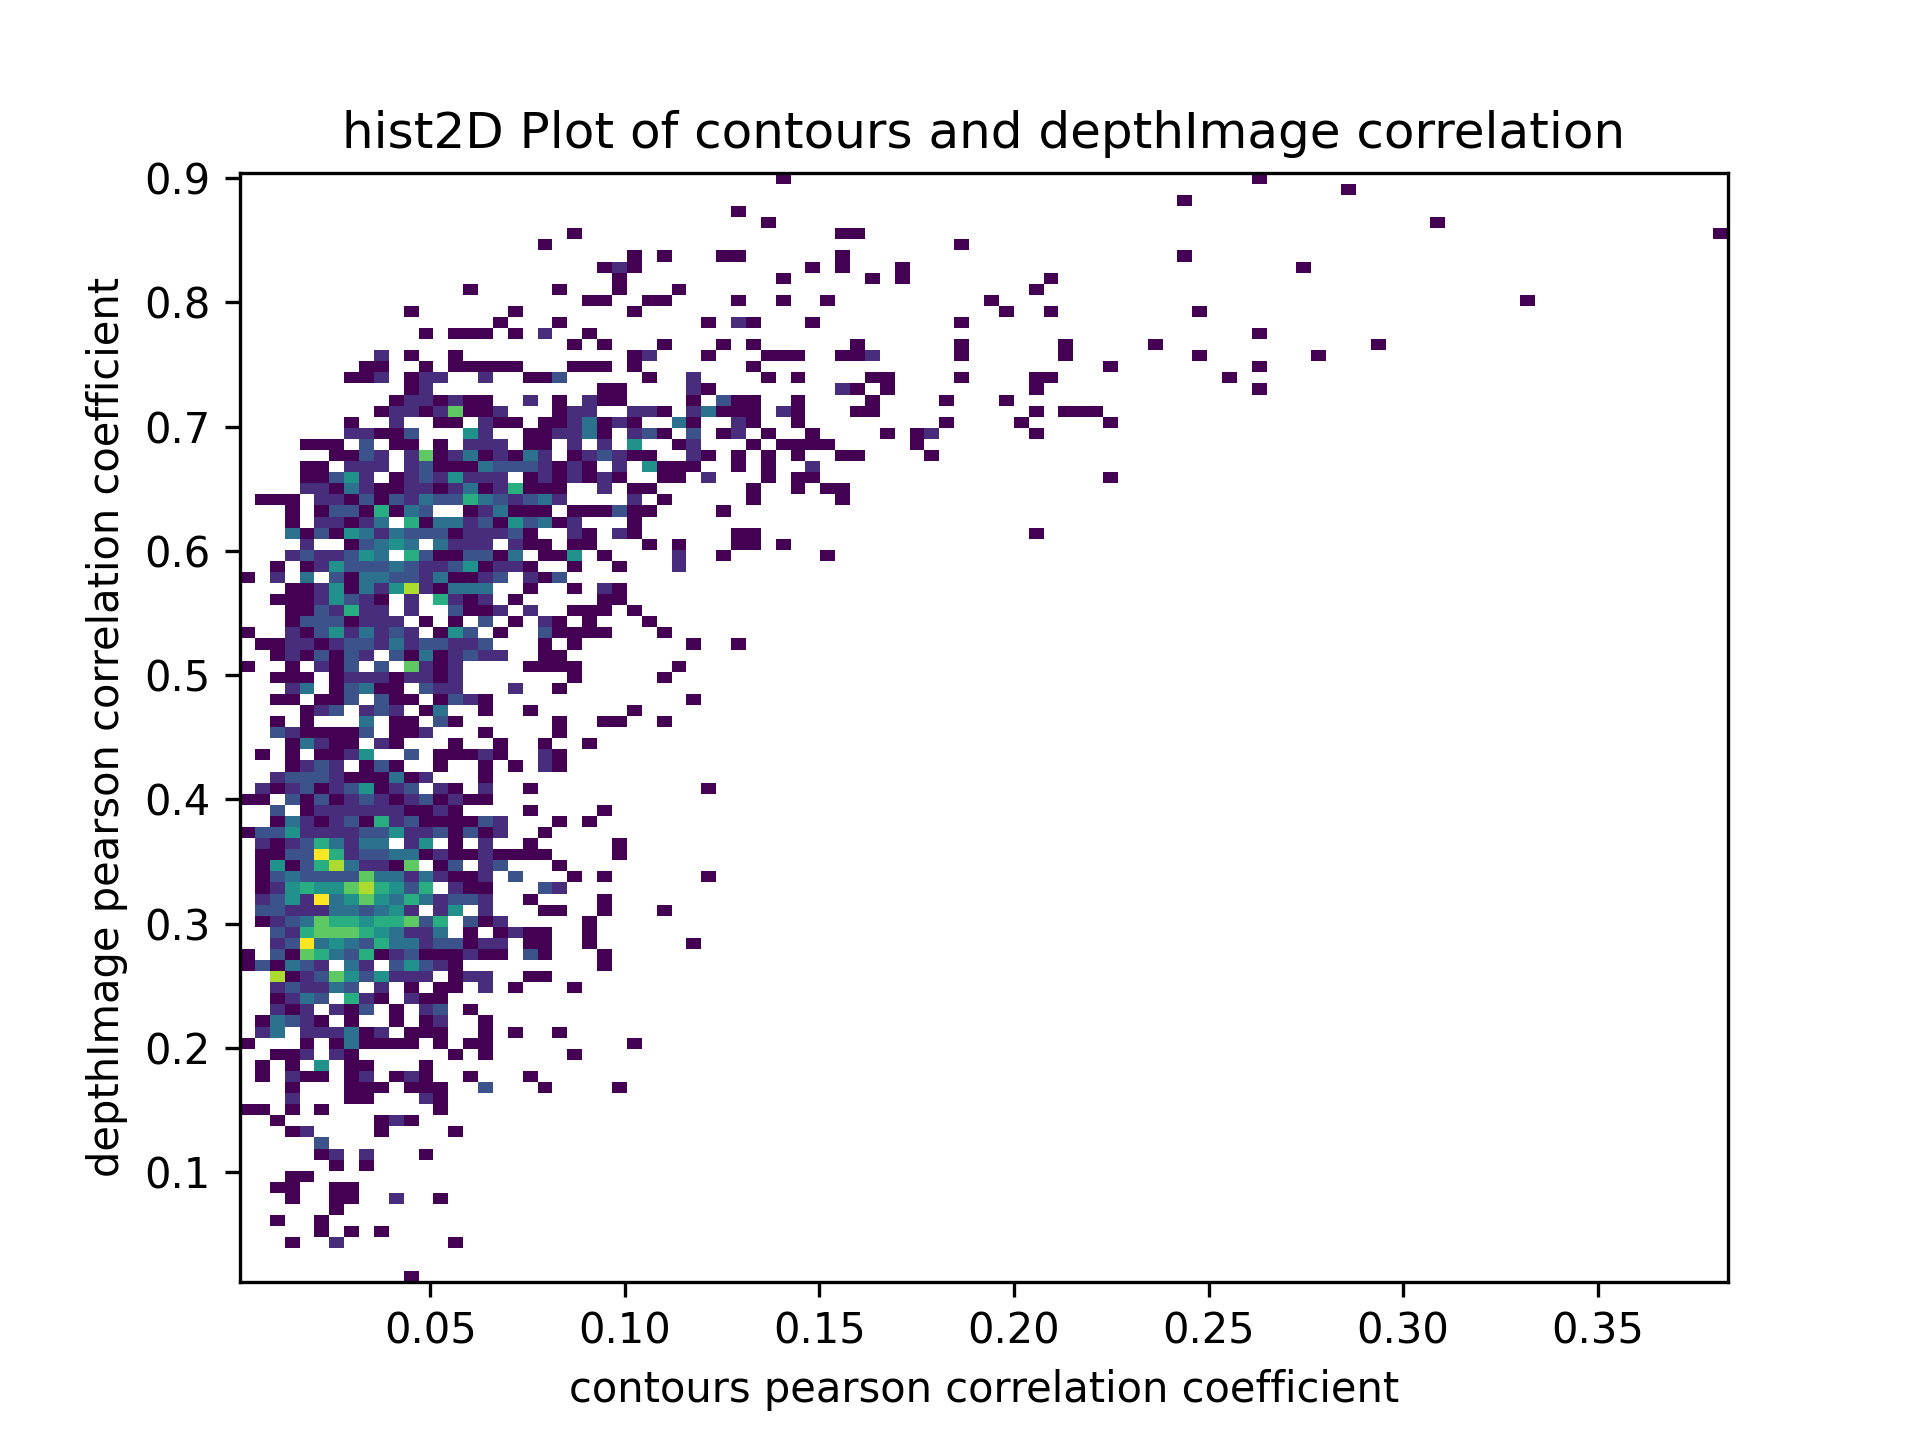 hist2D Plot of contours and depthImage correlation
depthImage pearson correlation coefficient
0.9
0.8
0.7
0.6
0.5
0.4
0.3
0.2
0.1
0.05 0.10 0.15 0.20 0.25 0.30 0.35
contours pearson correlation coefficient